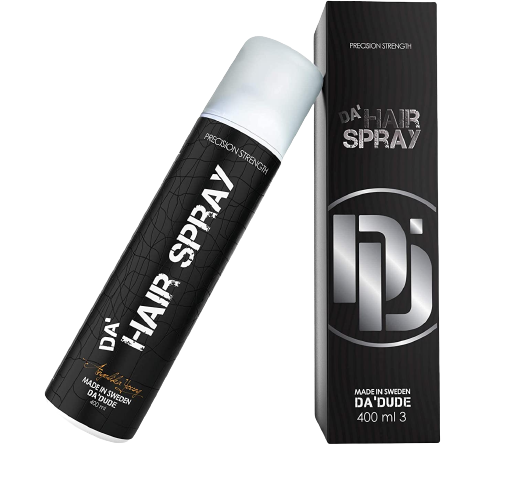 PRECISION STRENGTH
DA' HAIR SPRAY
MADE IN SWEDEN
DA'DUDE
400 ml
PRECISION STRENGTH
DA' HAIR
SPRAY
MADE IN SWEDEN
DA'DUDE
400 ml 3